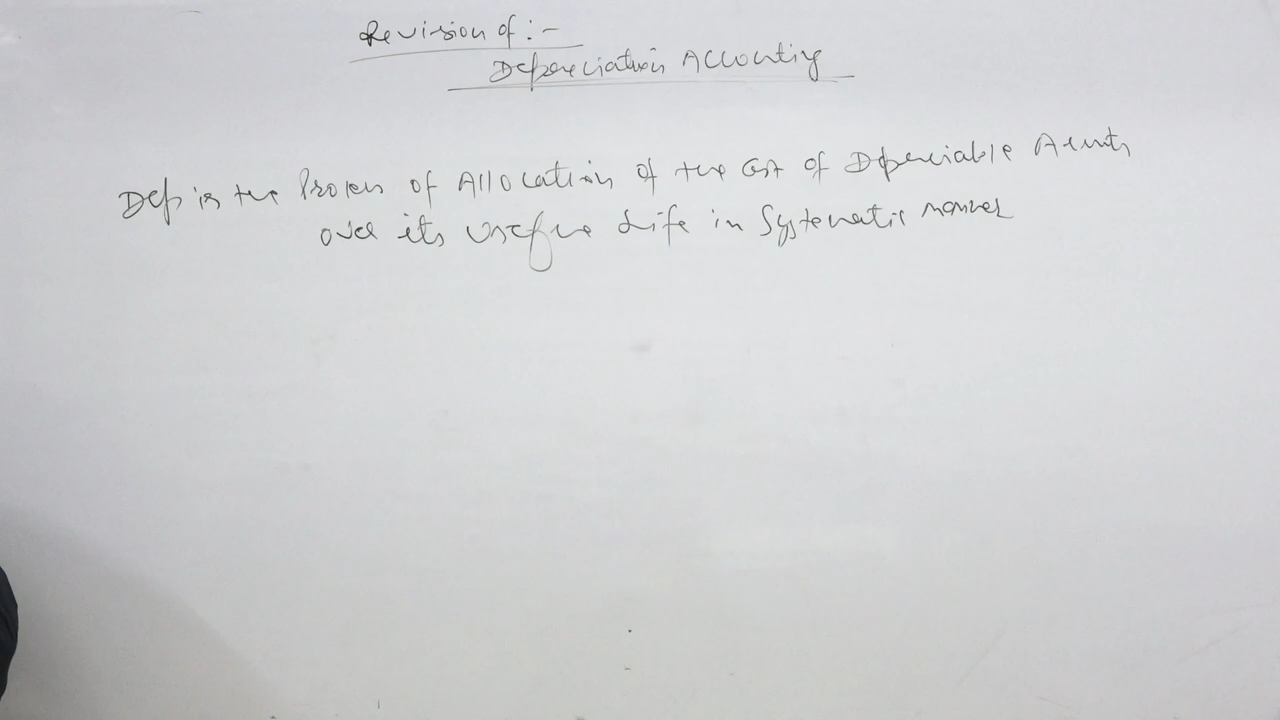 Revision of :-
Depreciation Accounting
Dep is the Process of Allocation of the Cost of Depreciable Assets
over its useful Life in Systematic manner